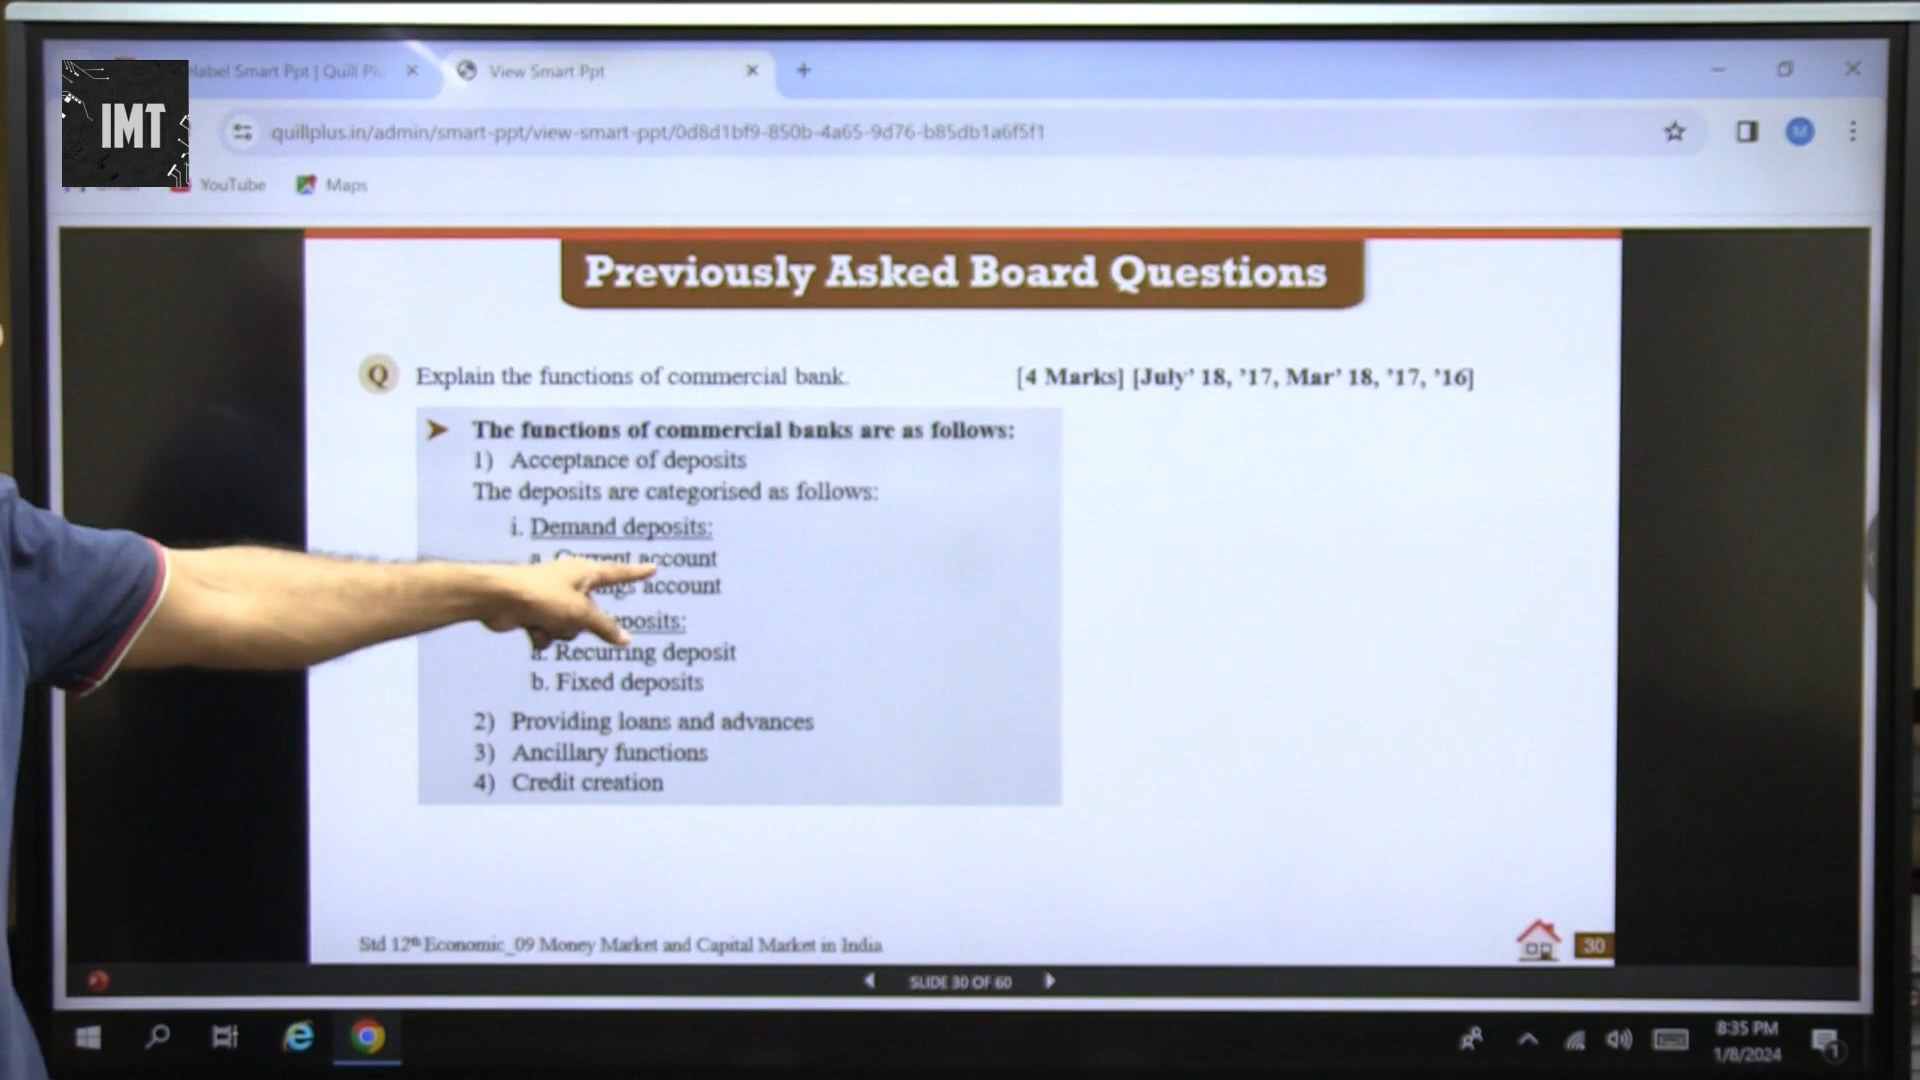 label Smart Ppt | Quill Plu
View Smart Ppt
IMT
quillplus.in/admin/smart-ppt/view-smart-ppt/0d8d1bf9-850b-4a65-9d76-b85db1a6f5f1
M
YouTube
Maps
Previously Asked Board Questions
Q Explain the functions of commercial bank. [4 Marks] [July' 18, '17, Mar' 18, '17, '16]
The functions of commercial banks are as follows:
1) Acceptance of deposits
The deposits are categorised as follows:
i. Demand deposits:
a. Current account
account
posits:
a. Recurring deposit
b. Fixed deposits
2) Providing loans and advances
3) Ancillary functions
4) Credit creation
Std 12th Economic_09 Money Market and Capital Market in India
30
SLIDE 30 OF 60
8:35 PM
1/8/2024
1